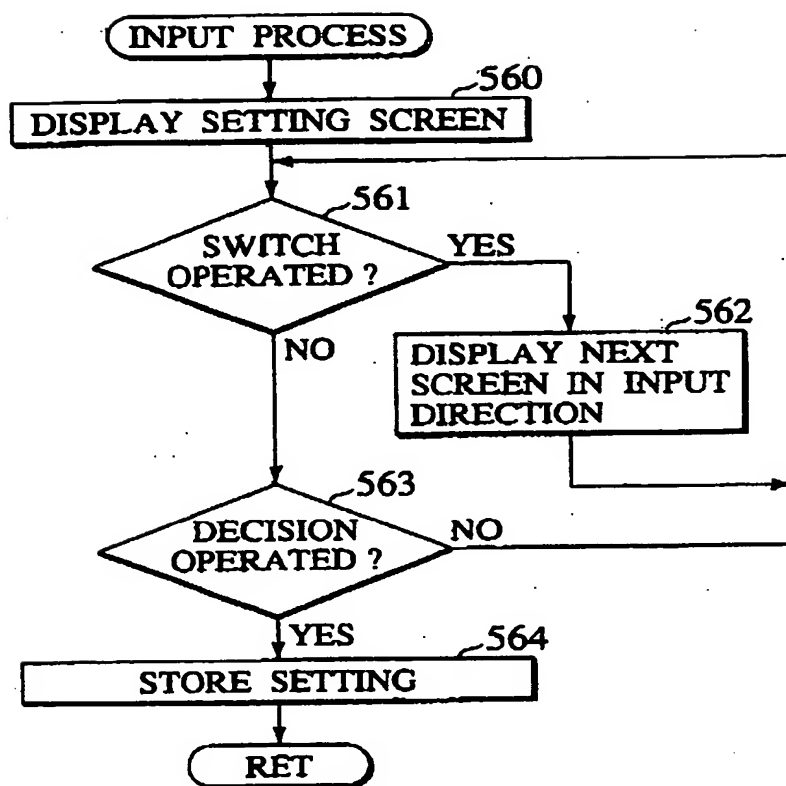 INPUT PROCESS
560
DISPLAY SETTING SCREEN
561
SWITCH
OPERATED ?
YES
NO
562
DISPLAY NEXT
SCREEN IN INPUT
DIRECTION
563
DECISION
OPERATED ?
NO
YES
564
STORE SETTING
RET